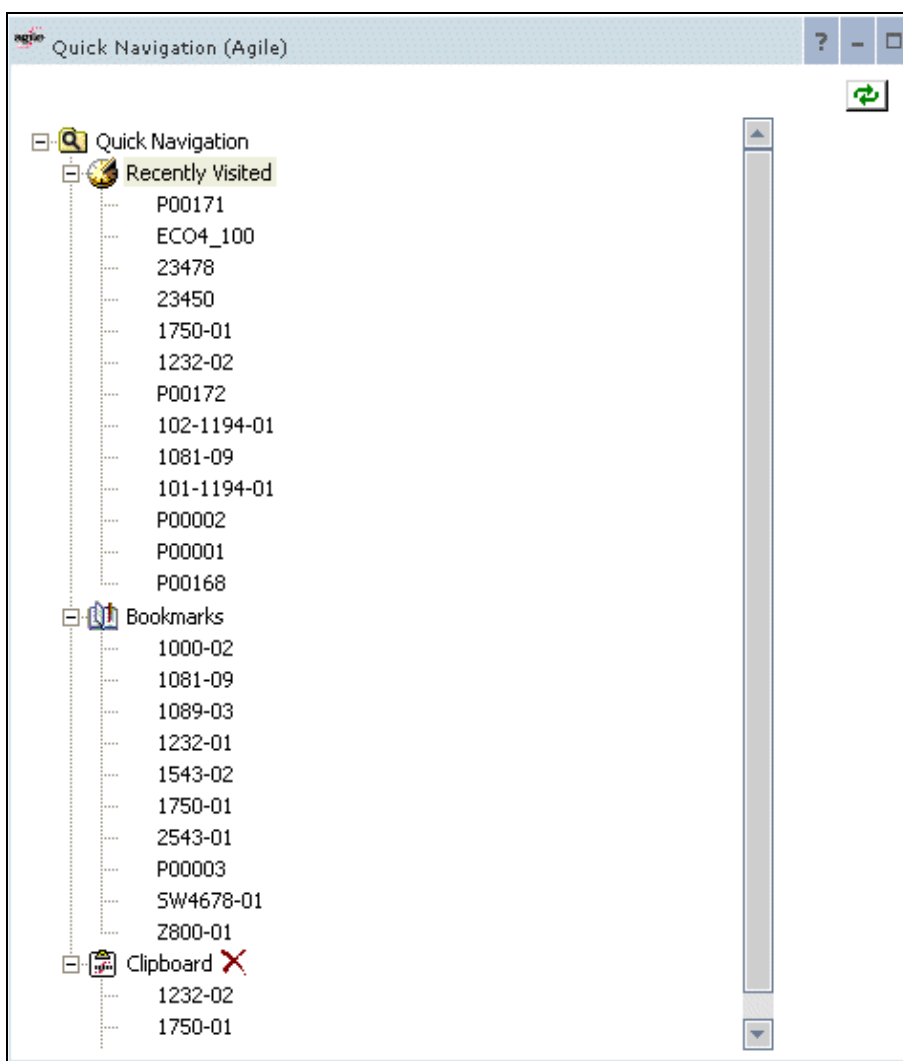 agile Quick Navigation (Agile) ?
Quick Navigation
Recently Visited
P00171
ECO4_100
23478
23450
1750-01
1232-02
P00172
102-1194-01
1081-09
101-1194-01
P00002
P00001
P00168
Bookmarks
1000-02
1081-09
1089-03
1232-01
1543-02
1750-01
2543-01
P00003
SW4678-01
Z800-01
Clipboard
1232-02
1750-01